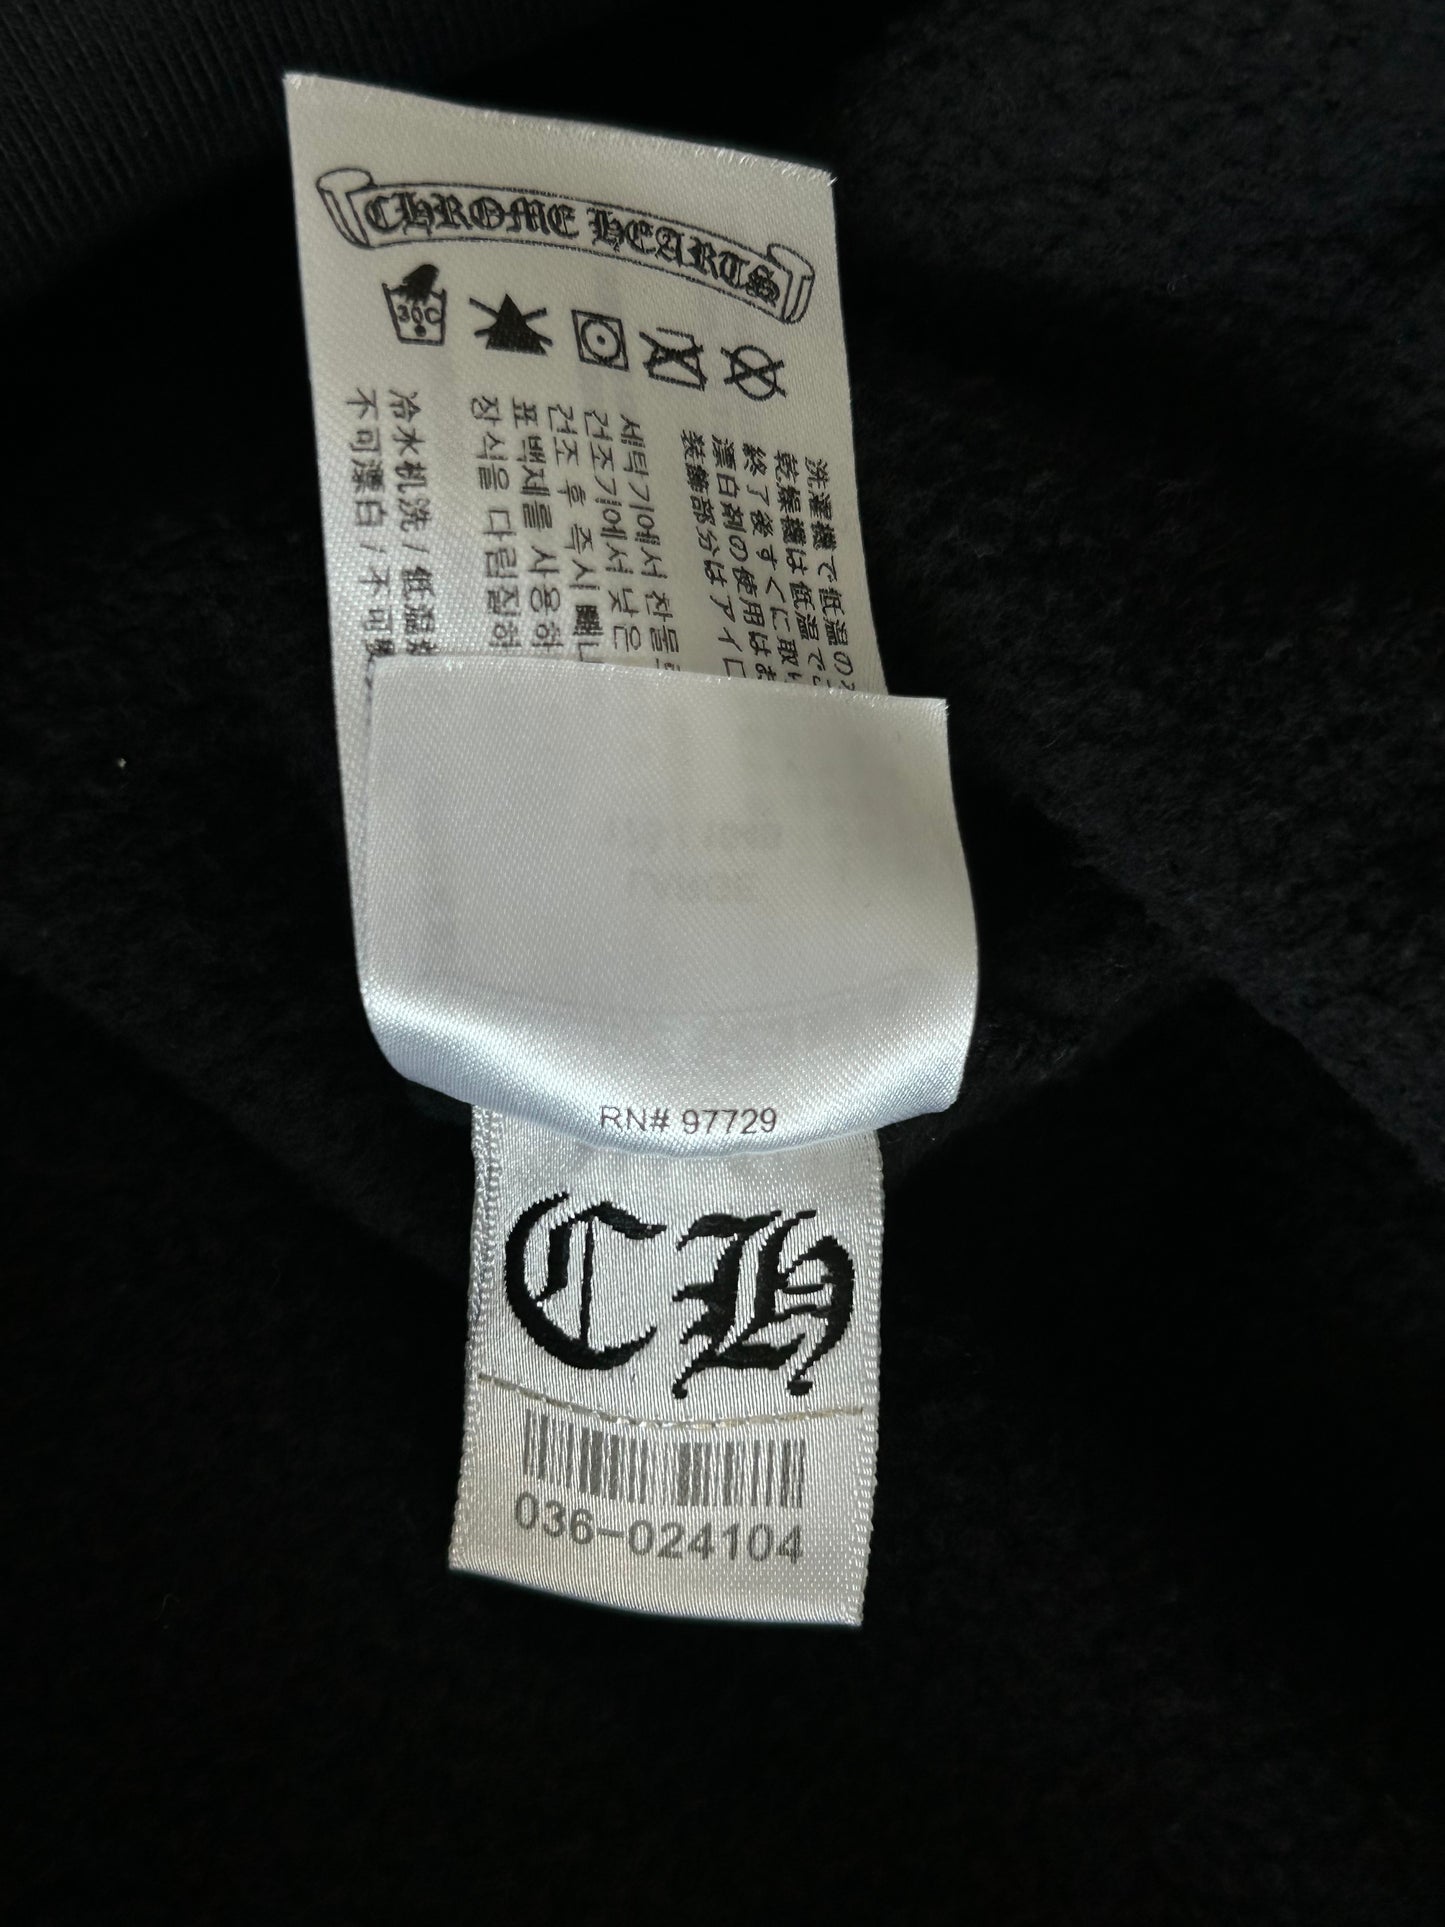 CHROME HEARTS
30C
洗濯機で低温の
乾燥機は低温で
終了後すぐに取い
漂白剤の使用はお
装飾部分はアイロ
세탁기에서 찬물
건조기에서 낮은
건조 후 즉시
표백제를 사용하
장식을 다림질하
冷水机洗 / 低温
不可漂白 / 不可
RN# 97729
CH
036-024104